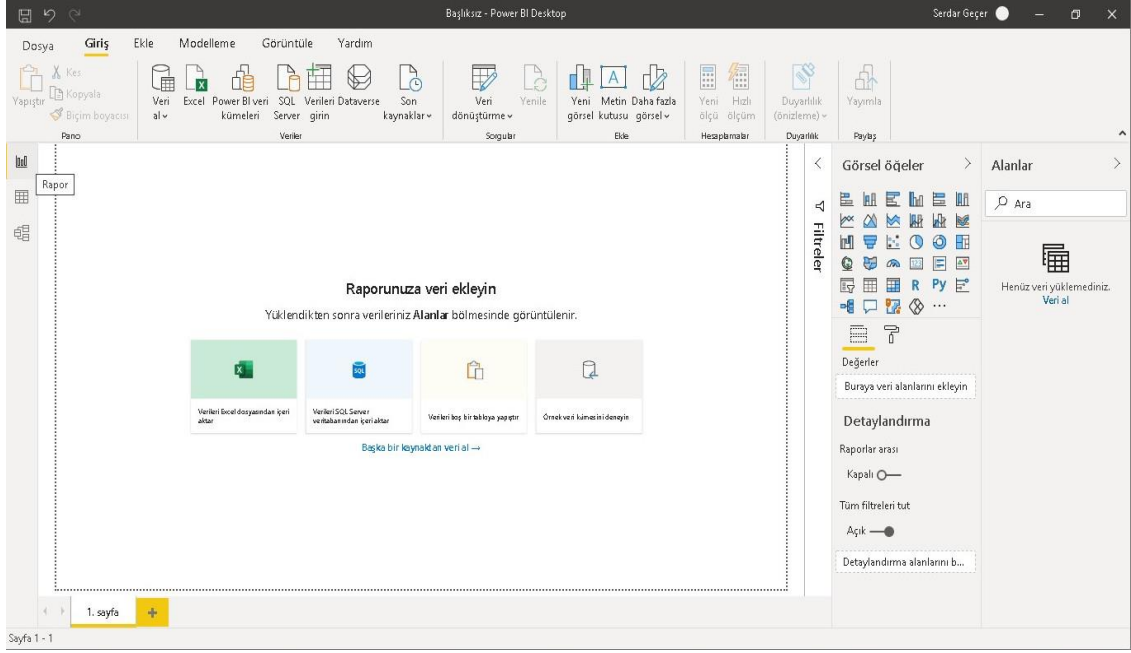 Başlıksız - Power BI Desktop
Serdar Geçer
Dosya
Giriş
Ekle
Modelleme
Görüntüle
Yardım
Yapıştır
Kes
Kopyala
Biçim boyacısı
Pano
Veri al
Excel
Power BI veri kümeleri
SQL Server
Verileri girin
Dataverse
Son kaynaklar
Veriler
Veri dönüştürme
Yenile
Sorgular
Yeni görsel
Metin kutusu
Daha fazla görsel
Ekle
Yeni ölçü
Hızlı ölçüm
Hesaplamalar
Duyarlılık (önizleme)
Duyarlılık
Yayımla
Paylaş
Rapor
Raporunuza veri ekleyin
Yüklendikten sonra verileriniz Alanlar bölmesinde görüntülenir.
SQL
Verileri Excel dosyasından içeri
aktar
Verileri SQL Server
veritabanından içeri aktar
Verileri boş bir tabloya yapıştır
Örnek veri kümesini deneyin
Başka bir kaynaktan veri al →
Filtreler
Görsel öğeler
R
Py
123
...
Değerler
Buraya veri alanlarını ekleyin
Detaylandırma
Raporlar arası
Kapalı
Tüm filtreleri tut
Açık
Detaylandırma alanlarını b...
Alanlar
Ara
Henüz veri yüklemediniz.
Veri al
1. sayfa
Sayfa 1 - 1